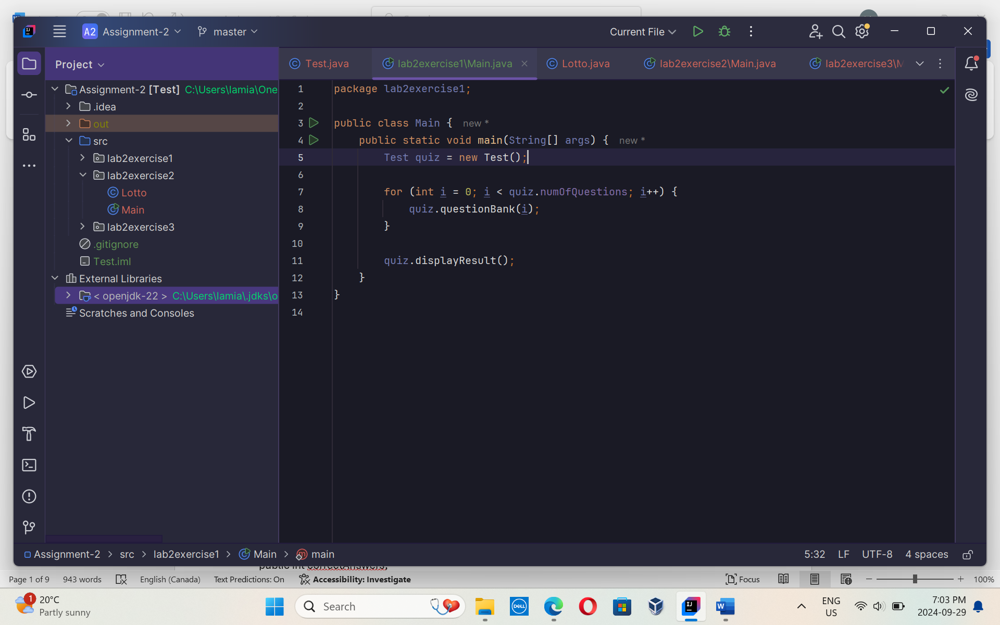 A2 Assignment-2 master Current File
Project
Test.java lab2exercise1\Main.java Lotto.java lab2exercise2\Main.java lab2exercise3\M
Assignment-2 [Test] C:\Users\lamia\One
.idea
out
src
lab2exercise1
lab2exercise2
Lotto
Main
lab2exercise3
.gitignore
Test.iml
External Libraries
< openjdk-22 > C:\Users\lamia\.jdks\o
Scratches and Consoles
1 package lab2exercise1;
2
3 public class Main { new *
4 public static void main(String[] args) { new *
5 Test quiz = new Test();
6
7 for (int i = 0; i < quiz.numOfQuestions; i++) {
8 quiz.questionBank(i);
9 }
10
11 quiz.displayResult();
12 }
13 }
14
Assignment-2 > src > lab2exercise1 > Main > main 5:32 LF UTF-8 4 spaces
public int correctAnswers;
Page 1 of 9 943 words English (Canada) Text Predictions: On Accessibility: Investigate Focus 100%
1 20°C
Partly sunny
Search
DELL
IJ
W
ENG
US
7:03 PM
2024-09-29